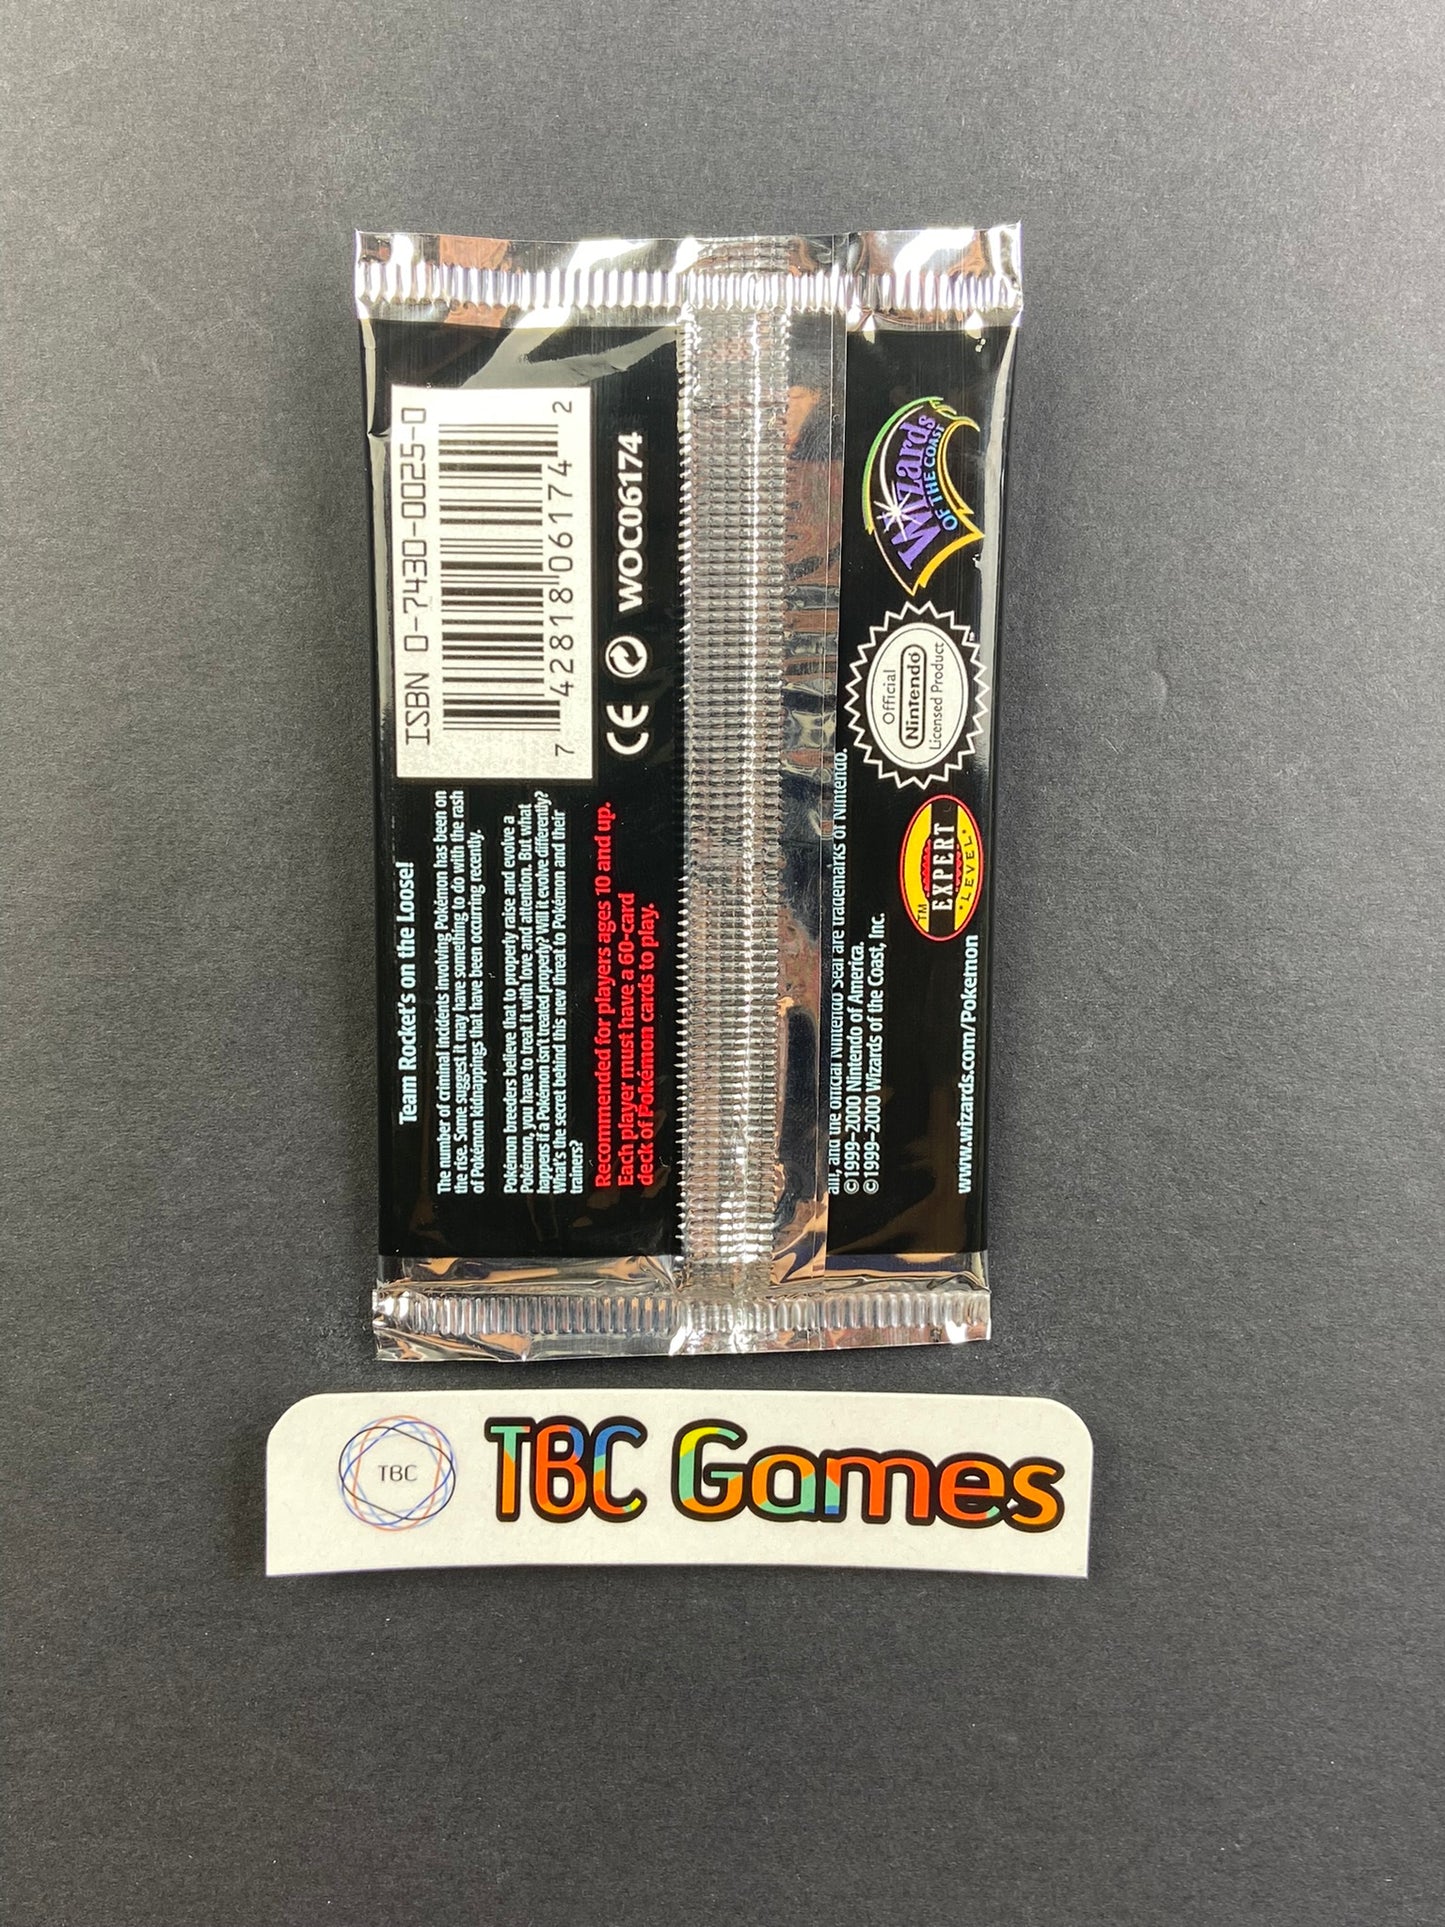 Team Rocket's on the Loose!
The number of criminal incidents involving Pokémon has been on
the rise. Some suggest it may have something to do with the rash
of Pokémon kidnappings that have been occurring recently.
Pokémon breeders believe that to properly raise and evolve a
Pokémon, you have to treat it with love and attention. But what
happens if a Pokémon isn't treated properly? Will it evolve differently?
What's the secret behind this new threat to Pokémon and their
trainers?
Recommended for players ages 10 and up.
Each player must have a 60-card
deck of Pokémon cards to play.
ISBN 0-7430-0025-0
7 42818 06174 2
CE WOC06174
all!, and the official Nintendo Seal are trademarks of Nintendo.
©1999-2000 Nintendo of America.
©1999-2000 Wizards of the Coast, Inc.
www.wizards.com/Pokemon
TM
EXPERT
LEVEL
Official
Nintendo
Licensed Product
TM
Wizards
OF THE COAST
TBC
TBC Games